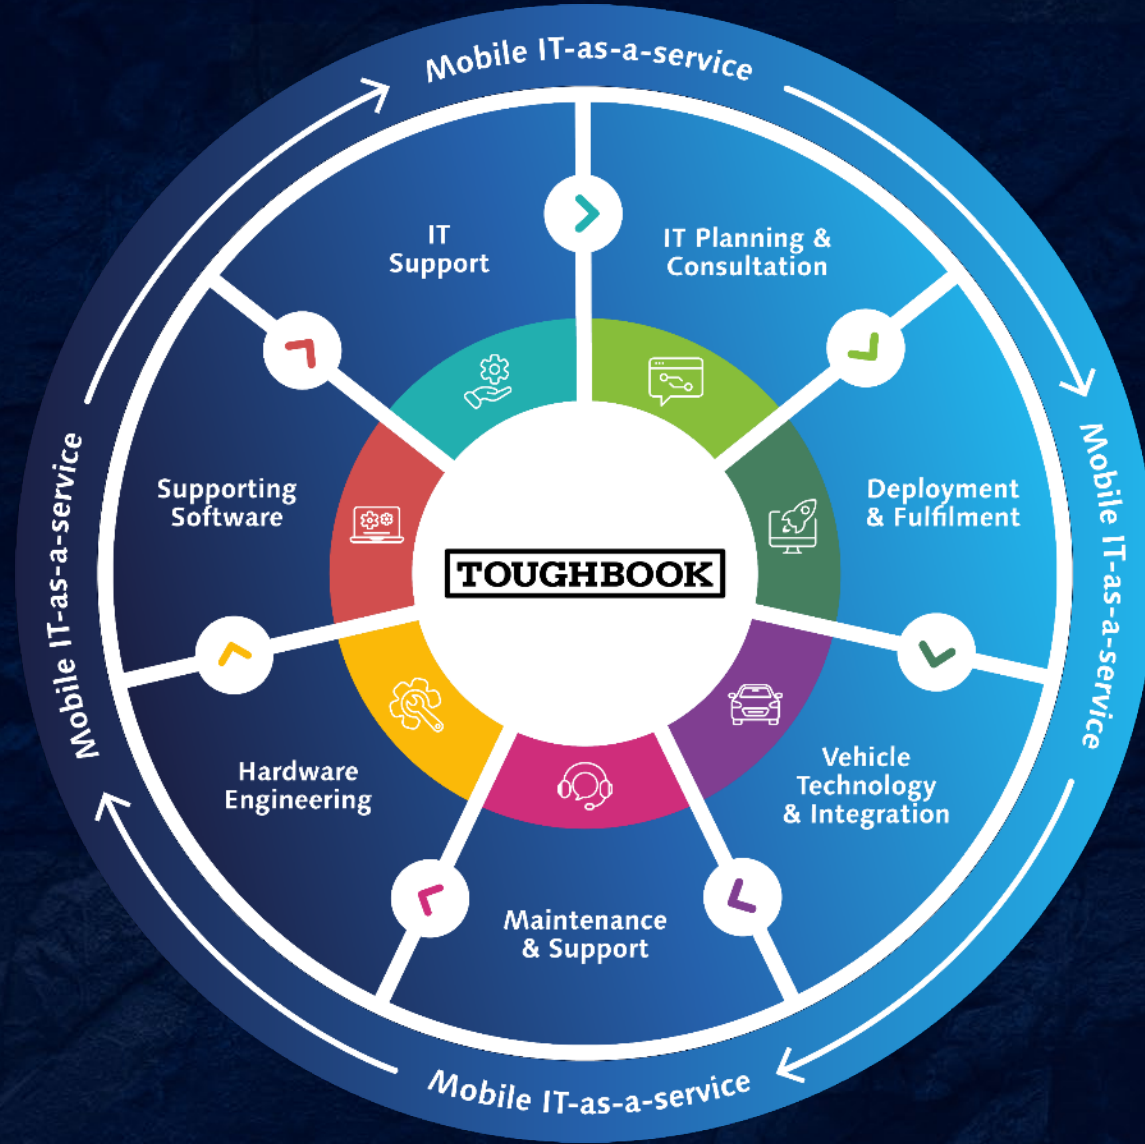 Mobile IT-as-a-service
IT
Support
IT Planning &
Consultation
Supporting
Software
Deployment
& Fulfilment
Mobile IT-as-a-service
Mobile IT-as-a-service
TOUGHBOOK
Hardware
Engineering
Vehicle
Technology
& Integration
Maintenance
& Support
Mobile IT-as-a-service